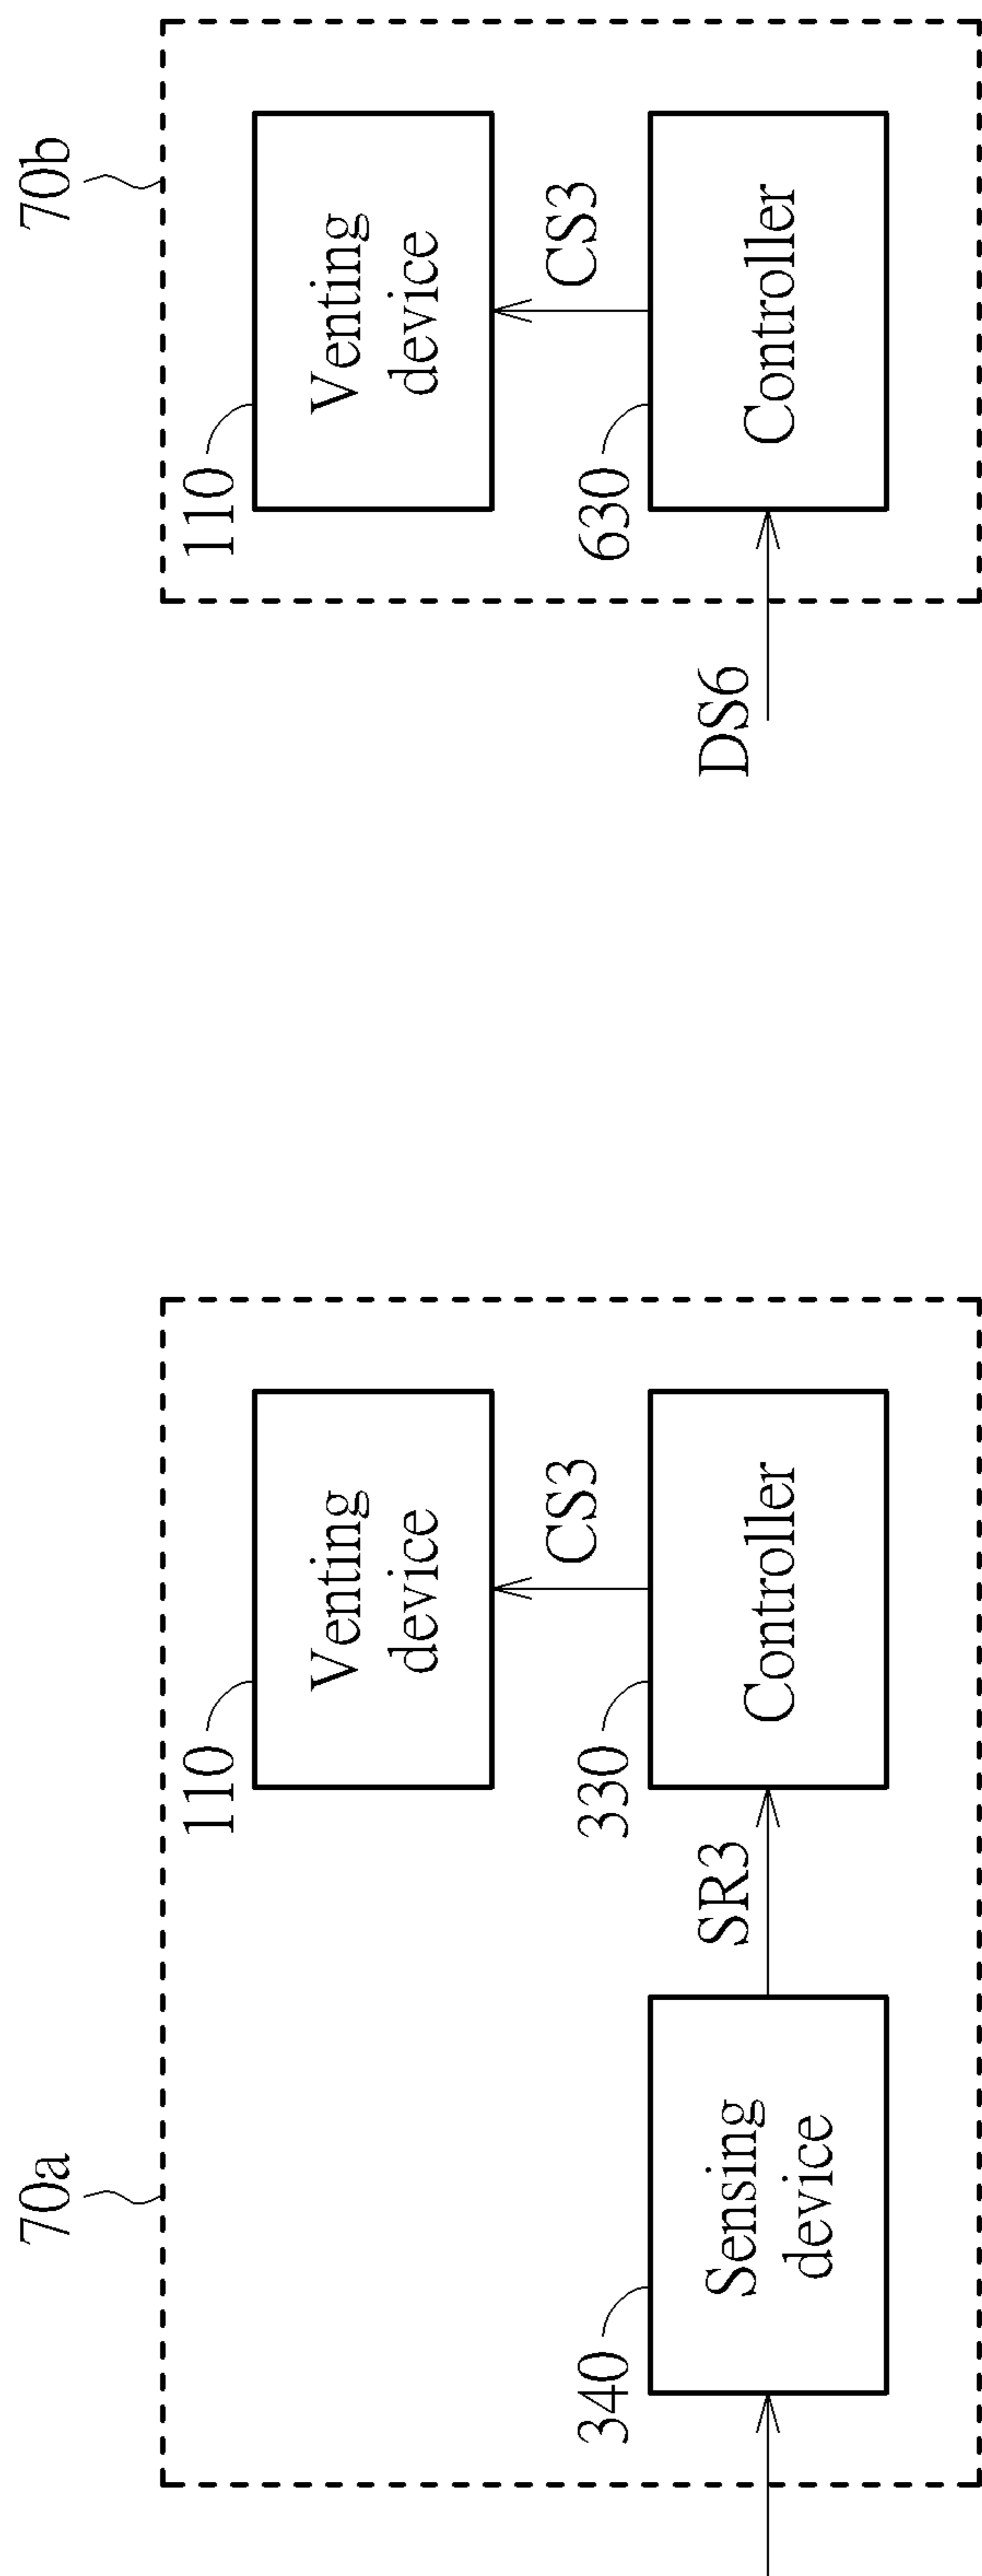 70a
110
Venting
device
CS3
340
Sensing
device
SR3
330
Controller
70b
110
Venting
device
CS3
DS6
630
Controller